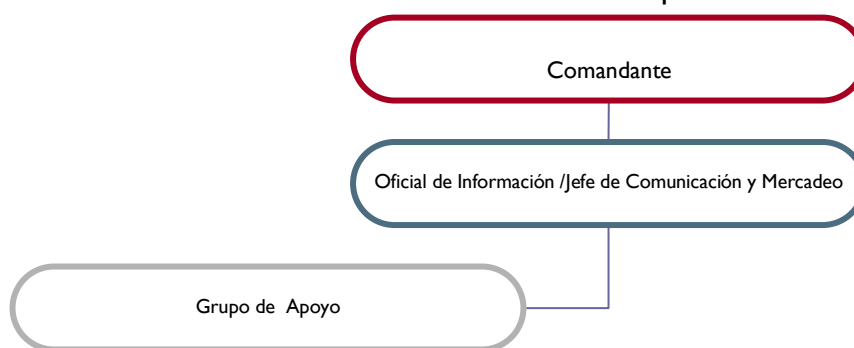 Comandante
Oficial de Información /Jefe de Comunicación y Mercadeo
Grupo de Apoyo